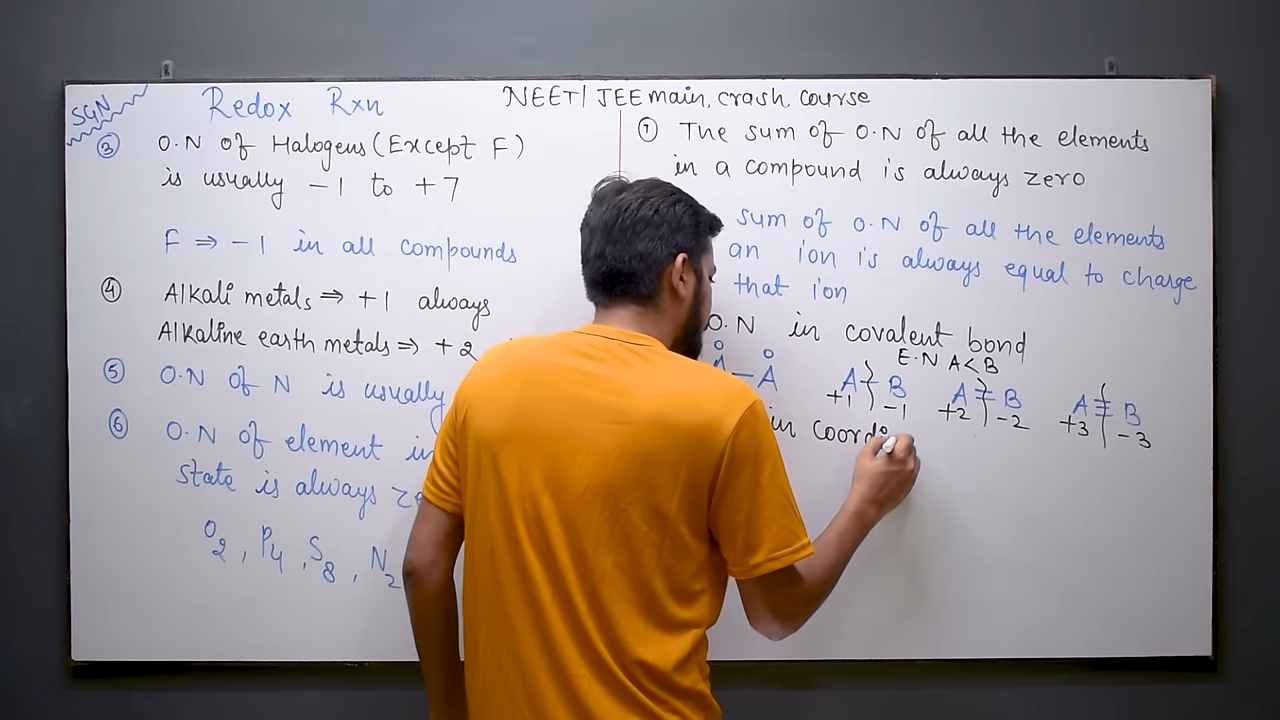 SGN
Redox Rxn
NEET/JEE main, crash course
③ O.N of Halogens (Except F)
is usually -1 to +7
F ⇒ -1 in all compounds
④ Alkali metals ⇒ +1 always
Alkaline earth metals ⇒ +2
⑤ O.N of N is usually
⑥ O.N of element in
state is always
O2, P4, S8, N2
⑦ The sum of O.N of all the elements
in a compound is always zero
sum of O.N of all the elements
an ion is always equal to charge
that ion
O.N in covalent bond
E.N A<B
0 0
A-A A-B A=B A≡B
+1 -1 +2 -2 +3 -3
in coord